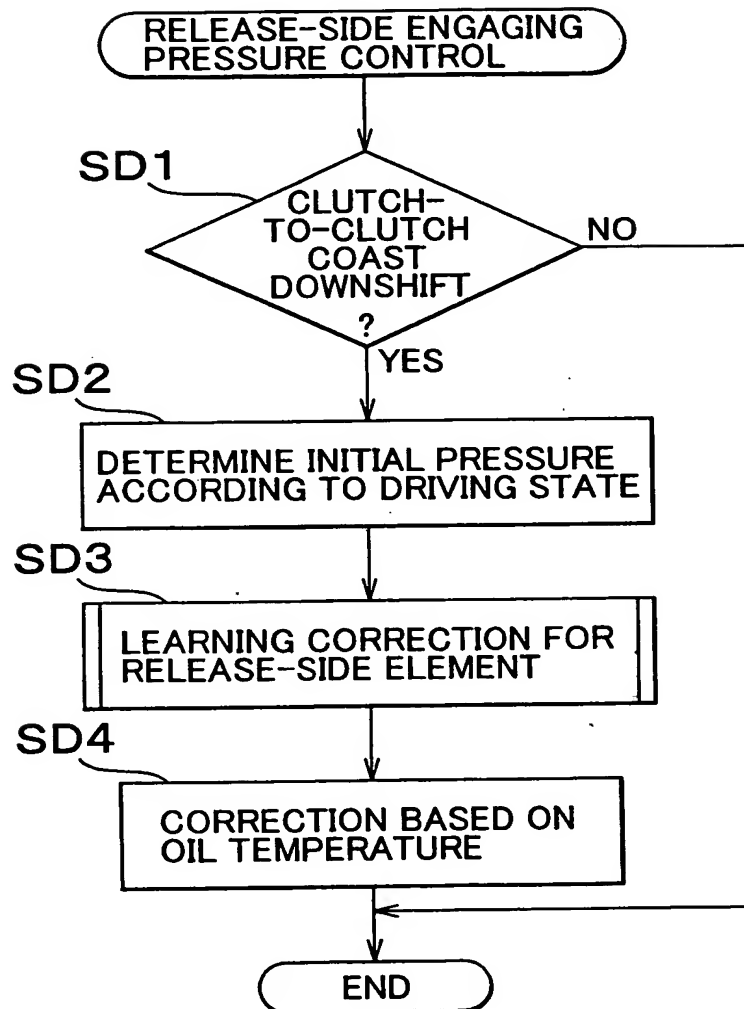 RELEASE-SIDE ENGAGING
PRESSURE CONTROL
SD1
CLUTCH-
TO-CLUTCH
COAST
DOWNSHIFT
?
NO
YES
SD2
DETERMINE INITIAL PRESSURE
ACCORDING TO DRIVING STATE
SD3
LEARNING CORRECTION FOR
RELEASE-SIDE ELEMENT
SD4
CORRECTION BASED ON
OIL TEMPERATURE
END